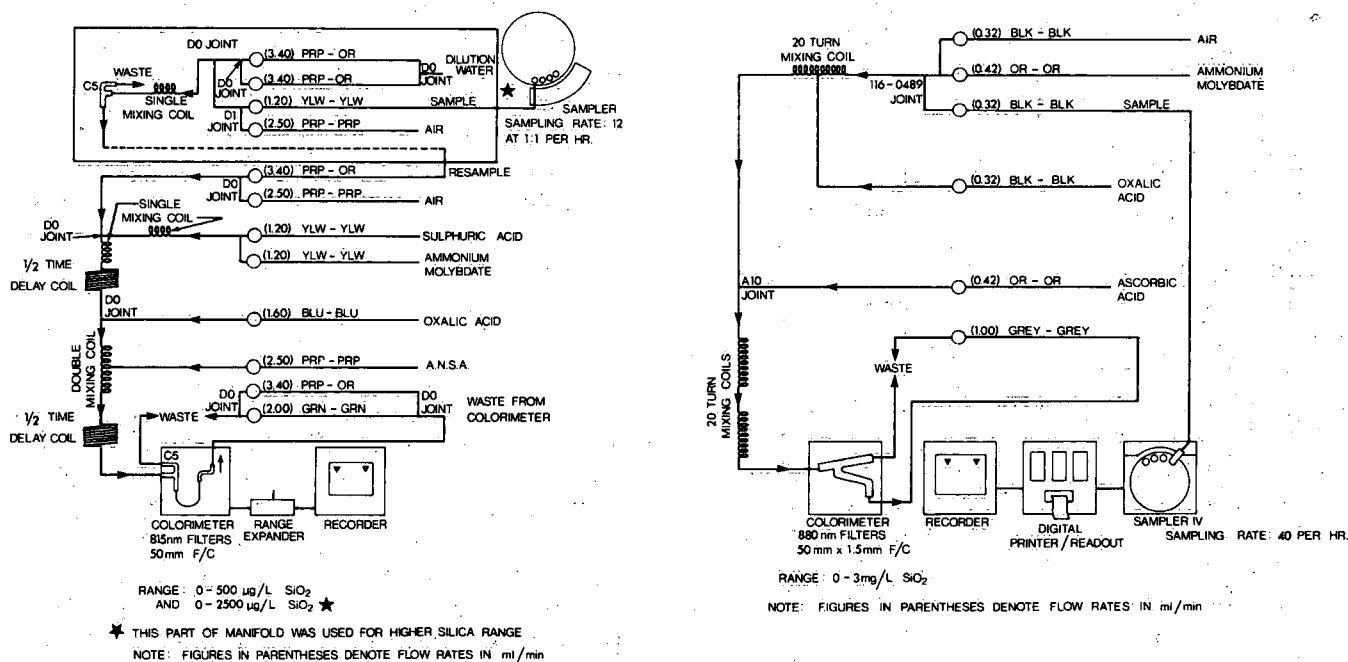 D0 JOINT
(3.40) PRP - OR
DILUTION
WATER
D0
JOINT
WASTE
C5
SINGLE
MIXING COIL
D0
JOINT
(3.40) PRP - OR
(1.20) YLW - YLW
SAMPLE
D1
JOINT
(2.50) PRP - PRP
AIR
★
SAMPLER
SAMPLING RATE: 12
AT 1:1 PER HR.
(3.40) PRP - OR
RESAMPLE
D0
JOINT
(2.50) PRP - PRP
AIR
SINGLE
MIXING COIL
D0
JOINT
(1.20) YLW - YLW
SULPHURIC ACID
1/2 TIME
DELAY COIL
(1.20) YLW - YLW
AMMONIUM
MOLYBDATE
D0
JOINT
(1.60) BLU - BLU
OXALIC ACID
DOUBLE
MIXING COIL
(2.50) PRP - PRP
A.N.S.A.
(3.40) PRP - OR
D0
JOINT
D0
JOINT
WASTE FROM
COLORIMETER
WASTE
(2.00) GRN - GRN
1/2 TIME
DELAY COIL
C5
COLORIMETER
815nm FILTERS
50mm F/C
RANGE
EXPANDER
RECORDER
RANGE: 0-500 µg/L SiO₂
AND 0-2500 µg/L SiO₂ ★
★ THIS PART OF MANIFOLD WAS USED FOR HIGHER SILICA RANGE
NOTE: FIGURES IN PARENTHESES DENOTE FLOW RATES IN ml/min
20 TURN
MIXING COIL
(0.32) BLK - BLK
AIR
(0.42) OR - OR
AMMONIUM
MOLYBDATE
116-0489
JOINT
(0.32) BLK - BLK
SAMPLE
(0.32) BLK - BLK
OXALIC
ACID
A10
JOINT
(0.42) OR - OR
ASCORBIC
ACID
(1.00) GREY - GREY
WASTE
20 TURN
MIXING COILS
COLORIMETER
880 nm FILTERS
50mm x 1.5mm F/C
RECORDER
DIGITAL
PRINTER/READOUT
SAMPLER IV
SAMPLING RATE: 40 PER HR.
RANGE: 0-3mg/L SiO₂
NOTE: FIGURES IN PARENTHESES DENOTE FLOW RATES IN ml/min